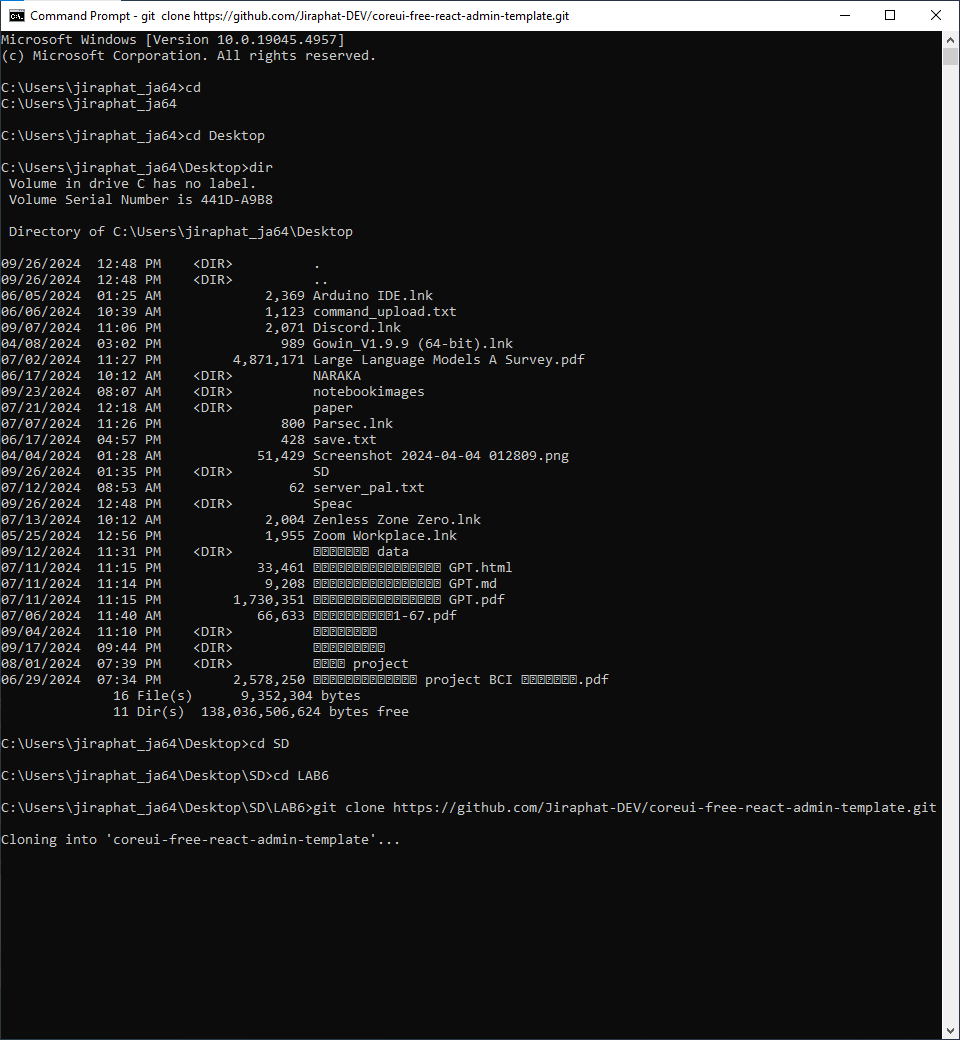 Command Prompt - git clone https://github.com/Jiraphat-DEV/coreui-free-react-admin-template.git
Microsoft Windows [Version 10.0.19045.4957]
(c) Microsoft Corporation. All rights reserved.
C:\Users\jiraphat_ja64>cd
C:\Users\jiraphat_ja64
C:\Users\jiraphat_ja64>cd Desktop
C:\Users\jiraphat_ja64\Desktop>dir
Volume in drive C has no label.
Volume Serial Number is 441D-A9B8
Directory of C:\Users\jiraphat_ja64\Desktop
09/26/2024 12:48 PM <DIR> .
09/26/2024 12:48 PM <DIR> ..
06/05/2024 01:25 AM 2,369 Arduino IDE.lnk
06/06/2024 10:39 AM 1,123 command_upload.txt
09/07/2024 11:06 PM 2,071 Discord.lnk
04/08/2024 03:02 PM 989 Gowin_V1.9.9 (64-bit).lnk
07/02/2024 11:27 PM 4,871,171 Large Language Models A Survey.pdf
06/17/2024 10:12 AM <DIR> NARAKA
09/23/2024 08:07 AM <DIR> notebookimages
07/21/2024 12:18 AM <DIR> paper
07/07/2024 11:26 PM 800 Parsec.lnk
06/17/2024 04:57 PM 428 save.txt
04/04/2024 01:28 AM 51,429 Screenshot 2024-04-04 012809.png
09/26/2024 01:35 PM <DIR> SD
07/12/2024 08:53 AM 62 server_pal.txt
09/26/2024 12:48 PM <DIR> Speac
07/13/2024 10:12 AM 2,004 Zenless Zone Zero.lnk
05/25/2024 12:56 PM 1,955 Zoom Workplace.lnk
09/12/2024 11:31 PM <DIR> data
07/11/2024 11:15 PM 33,461 GPT.html
07/11/2024 11:14 PM 9,208 GPT.md
07/11/2024 11:15 PM 1,730,351 GPT.pdf
07/06/2024 11:40 AM 66,633 1-67.pdf
09/04/2024 11:10 PM <DIR>
09/17/2024 09:44 PM <DIR>
08/01/2024 07:39 PM <DIR> project
06/29/2024 07:34 PM 2,578,250 project BCI .pdf
16 File(s) 9,352,304 bytes
11 Dir(s) 138,036,506,624 bytes free
C:\Users\jiraphat_ja64\Desktop>cd SD
C:\Users\jiraphat_ja64\Desktop\SD>cd LAB6
C:\Users\jiraphat_ja64\Desktop\SD\LAB6>git clone https://github.com/Jiraphat-DEV/coreui-free-react-admin-template.git
Cloning into 'coreui-free-react-admin-template'...